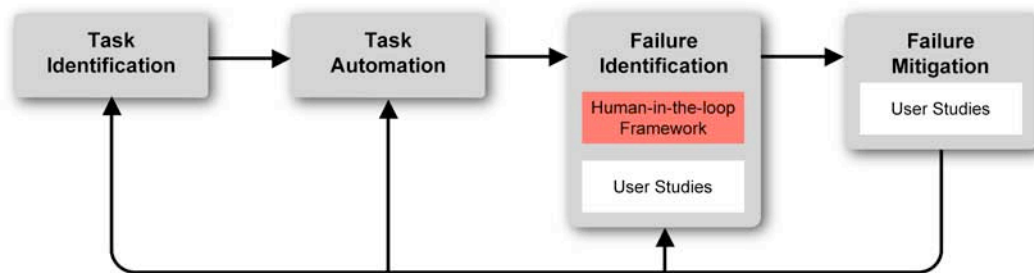 Task
Identification
Task
Automation
Failure
Identification
Human-in-the-loop
Framework
User Studies
Failure
Mitigation
User Studies